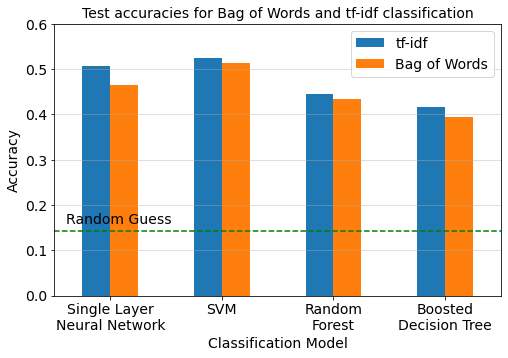 Test accuracies for Bag of Words and tf-idf classification
0.6
0.5
0.4
0.3
0.2
0.1
0.0
Accuracy
tf-idf
Bag of Words
Random Guess
Single Layer
Neural Network
SVM
Random
Forest
Boosted
Decision Tree
Classification Model